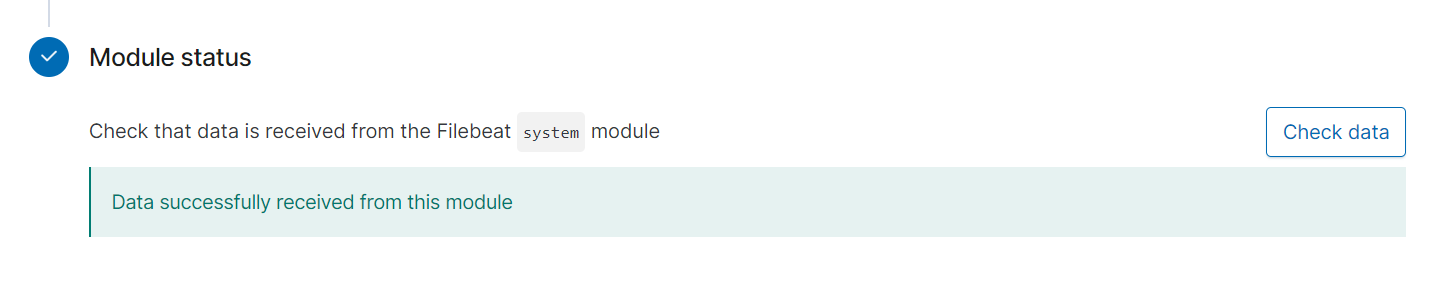 Module status
Check that data is received from the Filebeat system module
Check data
Data successfully received from this module